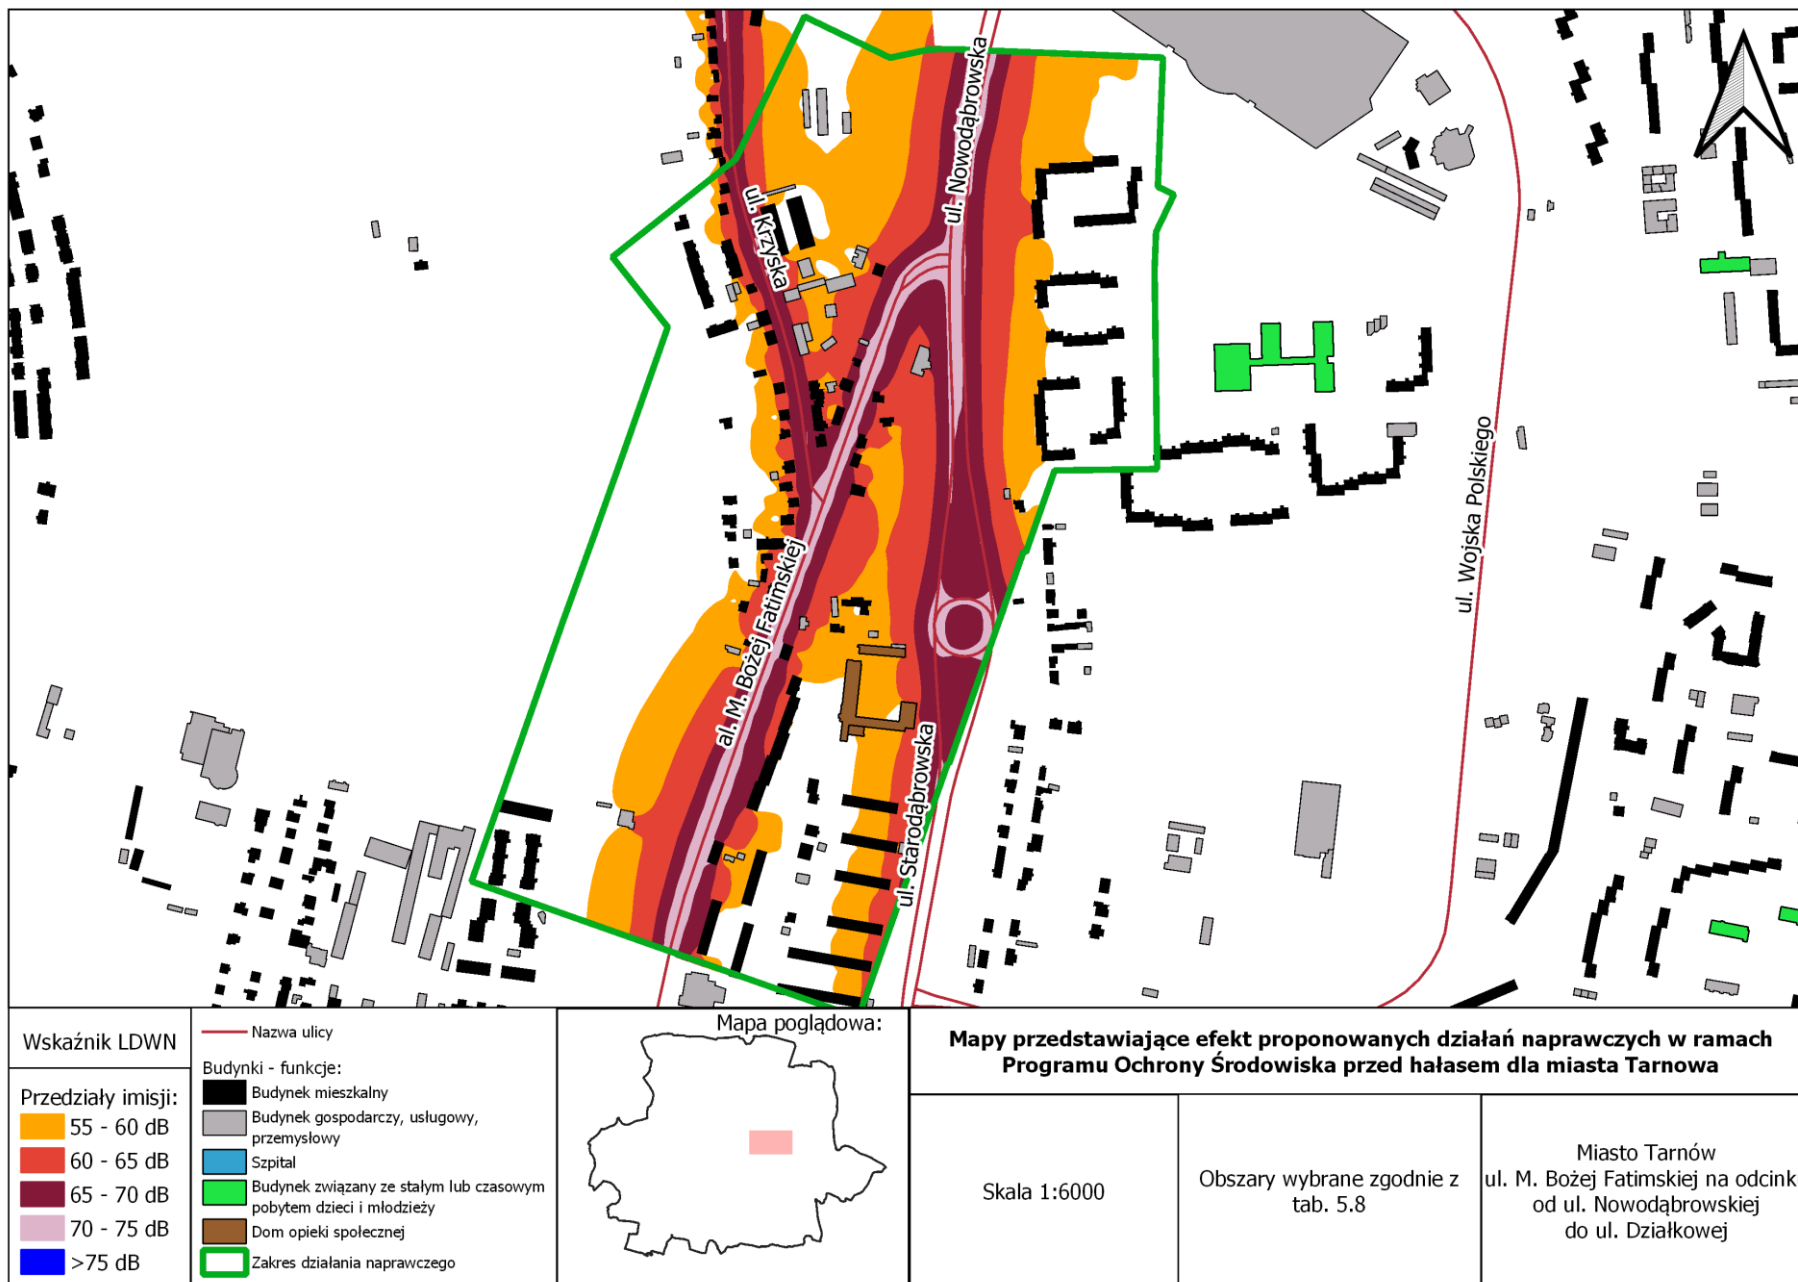 ul. Nowodąbrowska
ul. Krzyska
ul. Wojska Polskiego
al. M. Bożej Fatimskiej
ul. Starodąbrowska
Wskaźnik LDWN
Przedziały imisji:
55 - 60 dB
60 - 65 dB
65 - 70 dB
70 - 75 dB
>75 dB
Nazwa ulicy
Budynki - funkcje:
Budynek mieszkalny
Budynek gospodarczy, usługowy,
przemysłowy
Szpital
Budynek związany ze stałym lub czasowym
pobytem dzieci i młodzieży
Dom opieki społecznej
Zakres działania naprawczego
Mapa poglądowa:
Mapy przedstawiające efekt proponowanych działań naprawczych w ramach
Programu Ochrony Środowiska przed hałasem dla miasta Tarnowa
Skala 1:6000
Obszary wybrane zgodnie z
tab. 5.8
Miasto Tarnów
ul. M. Bożej Fatimskiej na odcink
od ul. Nowodąbrowskiej
do ul. Działkowej